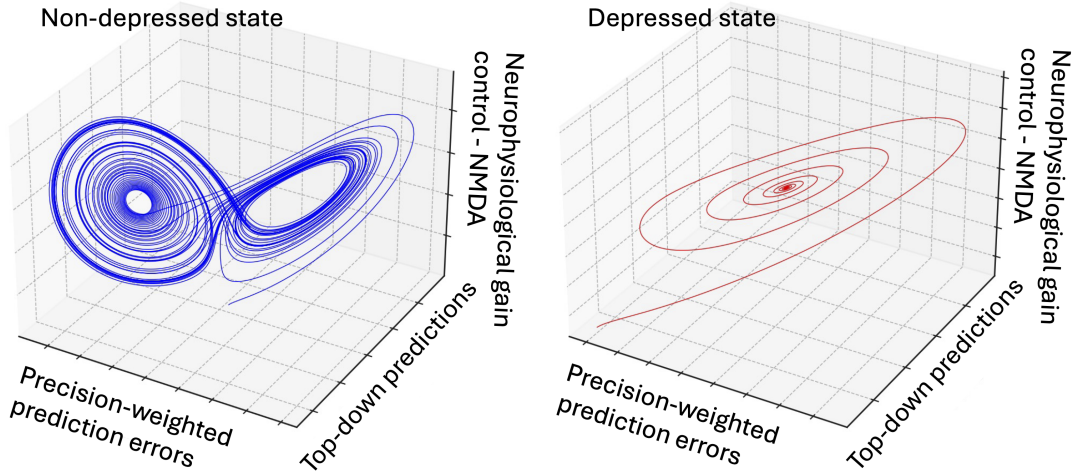 Non-depressed state
Neurophysiological gain
control - NMDA
Precision-weighted
prediction errors
Top-down predictions
Depressed state
Neurophysiological gain
control - NMDA
Precision-weighted
prediction errors
Top-down predictions